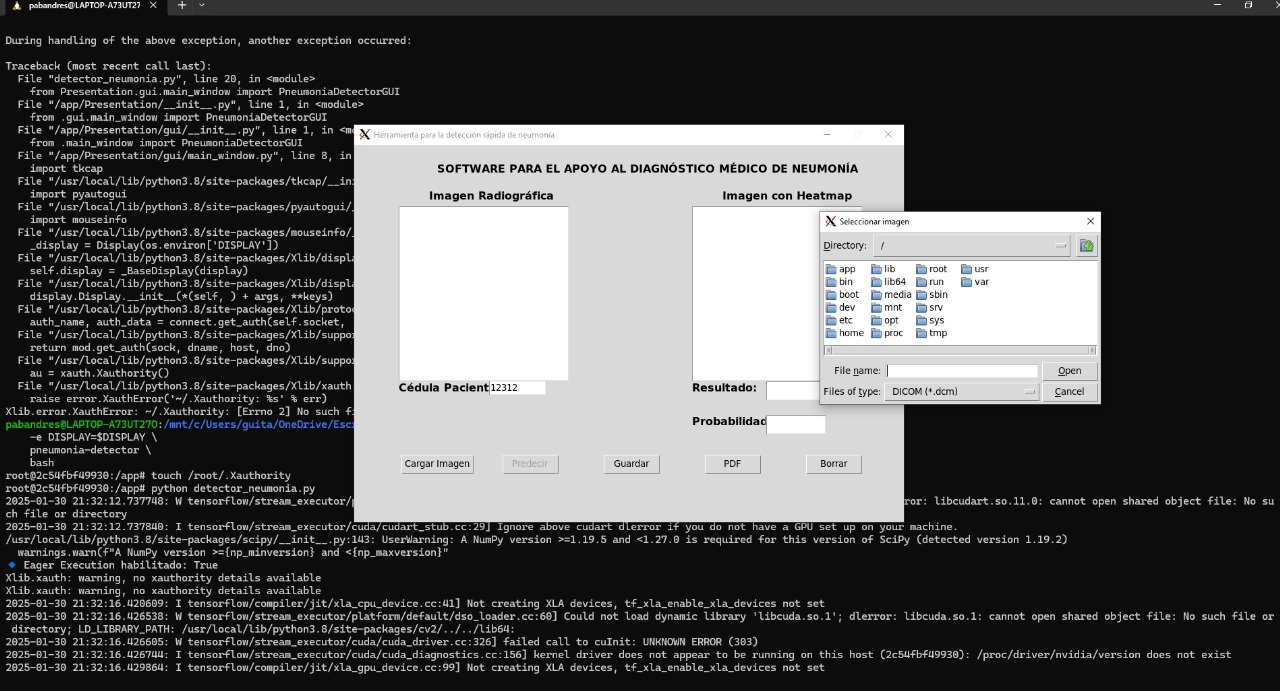 pabandres@LAPTOP-A73UT27
During handling of the above exception, another exception occurred:
Traceback (most recent call last):
File "detector_neumonia.py", line 20, in <module>
from Presentation.gui.main_window import PneumoniaDetectorGUI
File "/app/Presentation/__init__.py", line 1, in <module>
from .gui.main_window import PneumoniaDetectorGUI
File "/app/Presentation/gui/__init__.py", line 1, in
from .main_window import PneumoniaDetectorGUI
File "/app/Presentation/gui/main_window.py", line 8, in
import tkcap
File "/usr/local/lib/python3.8/site-packages/tkcap/__ini
import pyautogui
File "/usr/local/lib/python3.8/site-packages/pyautogui/_
import mouseinfo
File "/usr/local/lib/python3.8/site-packages/mouseinfo/_
_display = Display(os.environ['DISPLAY'])
File "/usr/local/lib/python3.8/site-packages/Xlib/displa
self.display = _BaseDisplay(display)
File "/usr/local/lib/python3.8/site-packages/Xlib/displa
display.Display.__init__(*(self, ) + args, **keys)
File "/usr/local/lib/python3.8/site-packages/Xlib/protoc
auth_name, auth_data = connect.get_auth(self.socket,
File "/usr/local/lib/python3.8/site-packages/Xlib/suppor
return mod.get_auth(sock, dname, host, dno)
File "/usr/local/lib/python3.8/site-packages/Xlib/suppor
au = xauth.Xauthority()
File "/usr/local/lib/python3.8/site-packages/Xlib/xauth
raise error.XauthError('~/.Xauthority: %s' % err)
Xlib.error.XauthError: ~/.Xauthority: [Errno 2] No such fi
pabandres@LAPTOP-A73UT27O:/mnt/c/Users/guita/OneDrive/Esc
-e DISPLAY=$DISPLAY \
pneumonia-detector \
bash
root@2c54fbf49930:/app# touch /root/.Xauthority
root@2c54fbf49930:/app# python detector_neumonia.py
2025-01-30 21:32:12.737748: W tensorflow/stream_executor/p ror: libcudart.so.11.0: cannot open shared object file: No su
ch file or directory
2025-01-30 21:32:12.737840: I tensorflow/stream_executor/cuda/cudart_stub.cc:29] Ignore above cudart dlerror if you do not have a GPU set up on your machine.
/usr/local/lib/python3.8/site-packages/scipy/__init__.py:143: UserWarning: A NumPy version >=1.19.5 and <1.27.0 is required for this version of SciPy (detected version 1.19.2)
warnings.warn(f"A NumPy version >={np_minversion} and <{np_maxversion}"
Eager Execution habilitado: True
Xlib.xauth: warning, no xauthority details available
Xlib.xauth: warning, no xauthority details available
2025-01-30 21:32:16.420609: I tensorflow/compiler/jit/xla_cpu_device.cc:41] Not creating XLA devices, tf_xla_enable_xla_devices not set
2025-01-30 21:32:16.426538: W tensorflow/stream_executor/platform/default/dso_loader.cc:60] Could not load dynamic library 'libcuda.so.1'; dlerror: libcuda.so.1: cannot open shared object file: No such file or
directory; LD_LIBRARY_PATH: /usr/local/lib/python3.8/site-packages/cv2/../../lib64:
2025-01-30 21:32:16.426605: W tensorflow/stream_executor/cuda/cuda_driver.cc:326] failed call to cuInit: UNKNOWN ERROR (303)
2025-01-30 21:32:16.426744: I tensorflow/stream_executor/cuda/cuda_diagnostics.cc:156] kernel driver does not appear to be running on this host (2c54fbf49930): /proc/driver/nvidia/version does not exist
2025-01-30 21:32:16.429864: I tensorflow/compiler/jit/xla_gpu_device.cc:99] Not creating XLA devices, tf_xla_enable_xla_devices not set
Herramienta para la detección rápida de neumonía
SOFTWARE PARA EL APOYO AL DIAGNÓSTICO MÉDICO DE NEUMONÍA
Imagen Radiográfica
Imagen con Heatmap
Cédula Pacient 12312
Resultado:
Probabilidad
Cargar Imagen
Predecir
Guardar
PDF
Borrar
Seleccionar imagen
Directory: /
app lib root usr
bin lib64 run var
boot media sbin
dev mnt srv
etc opt sys
home proc tmp
File name:
Open
Files of type: DICOM (*.dcm)
Cancel